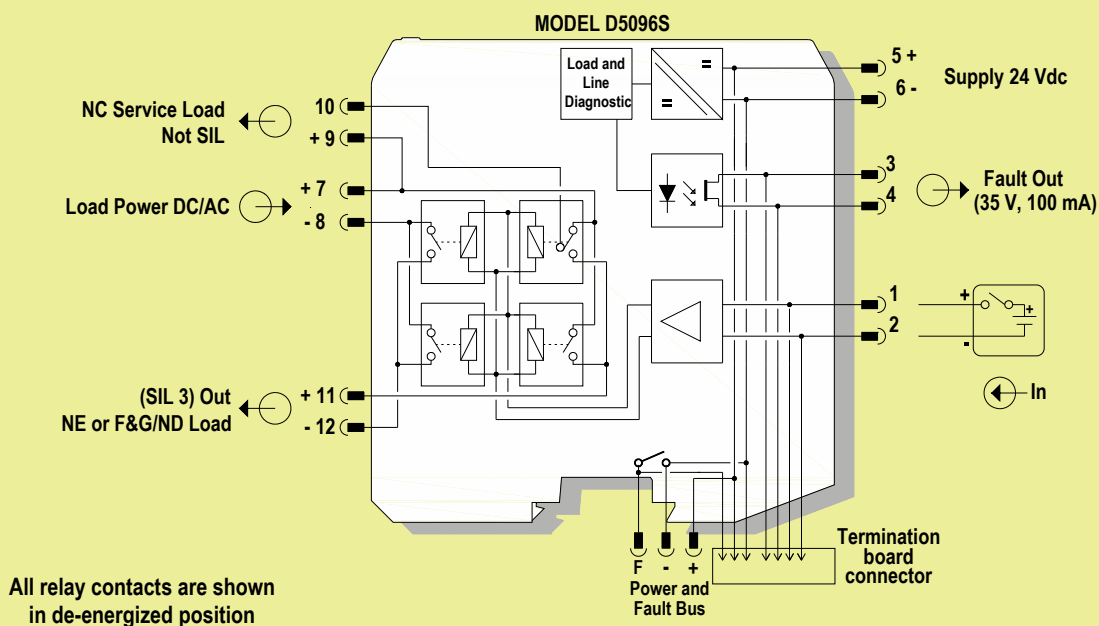 MODEL D5096S
Load and
Line
Diagnostic
=
=
5 +
6 -
Supply 24 Vdc
NC Service Load
Not SIL
10
+ 9
Load Power DC/AC
+ 7
- 8
3
4
Fault Out
(35 V, 100 mA)
1
2
+
+
-
In
(SIL 3) Out
NE or F&G/ND Load
+ 11
- 12
F - +
Power and
Fault Bus
Termination
board
connector
All relay contacts are shown
in de-energized position